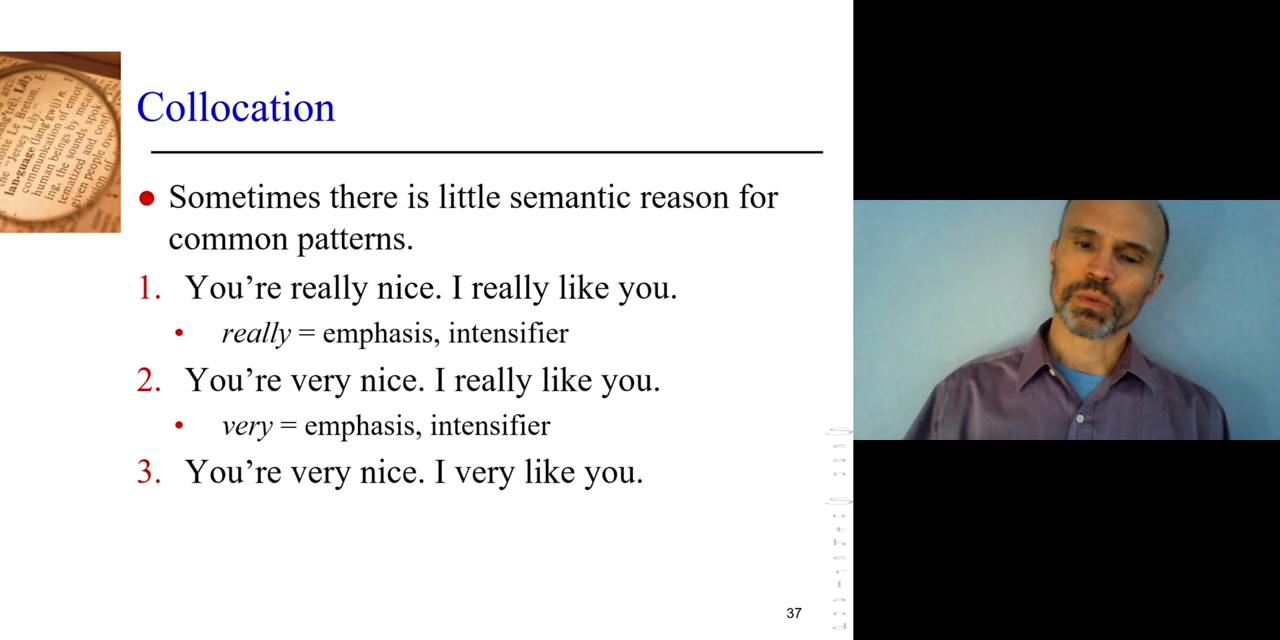 Collocation
Sometimes there is little semantic reason for
common patterns.
1. You’re really nice. I really like you.
• really = emphasis, intensifier
2. You’re very nice. I really like you.
• very = emphasis, intensifier
3. You’re very nice. I very like you.
37